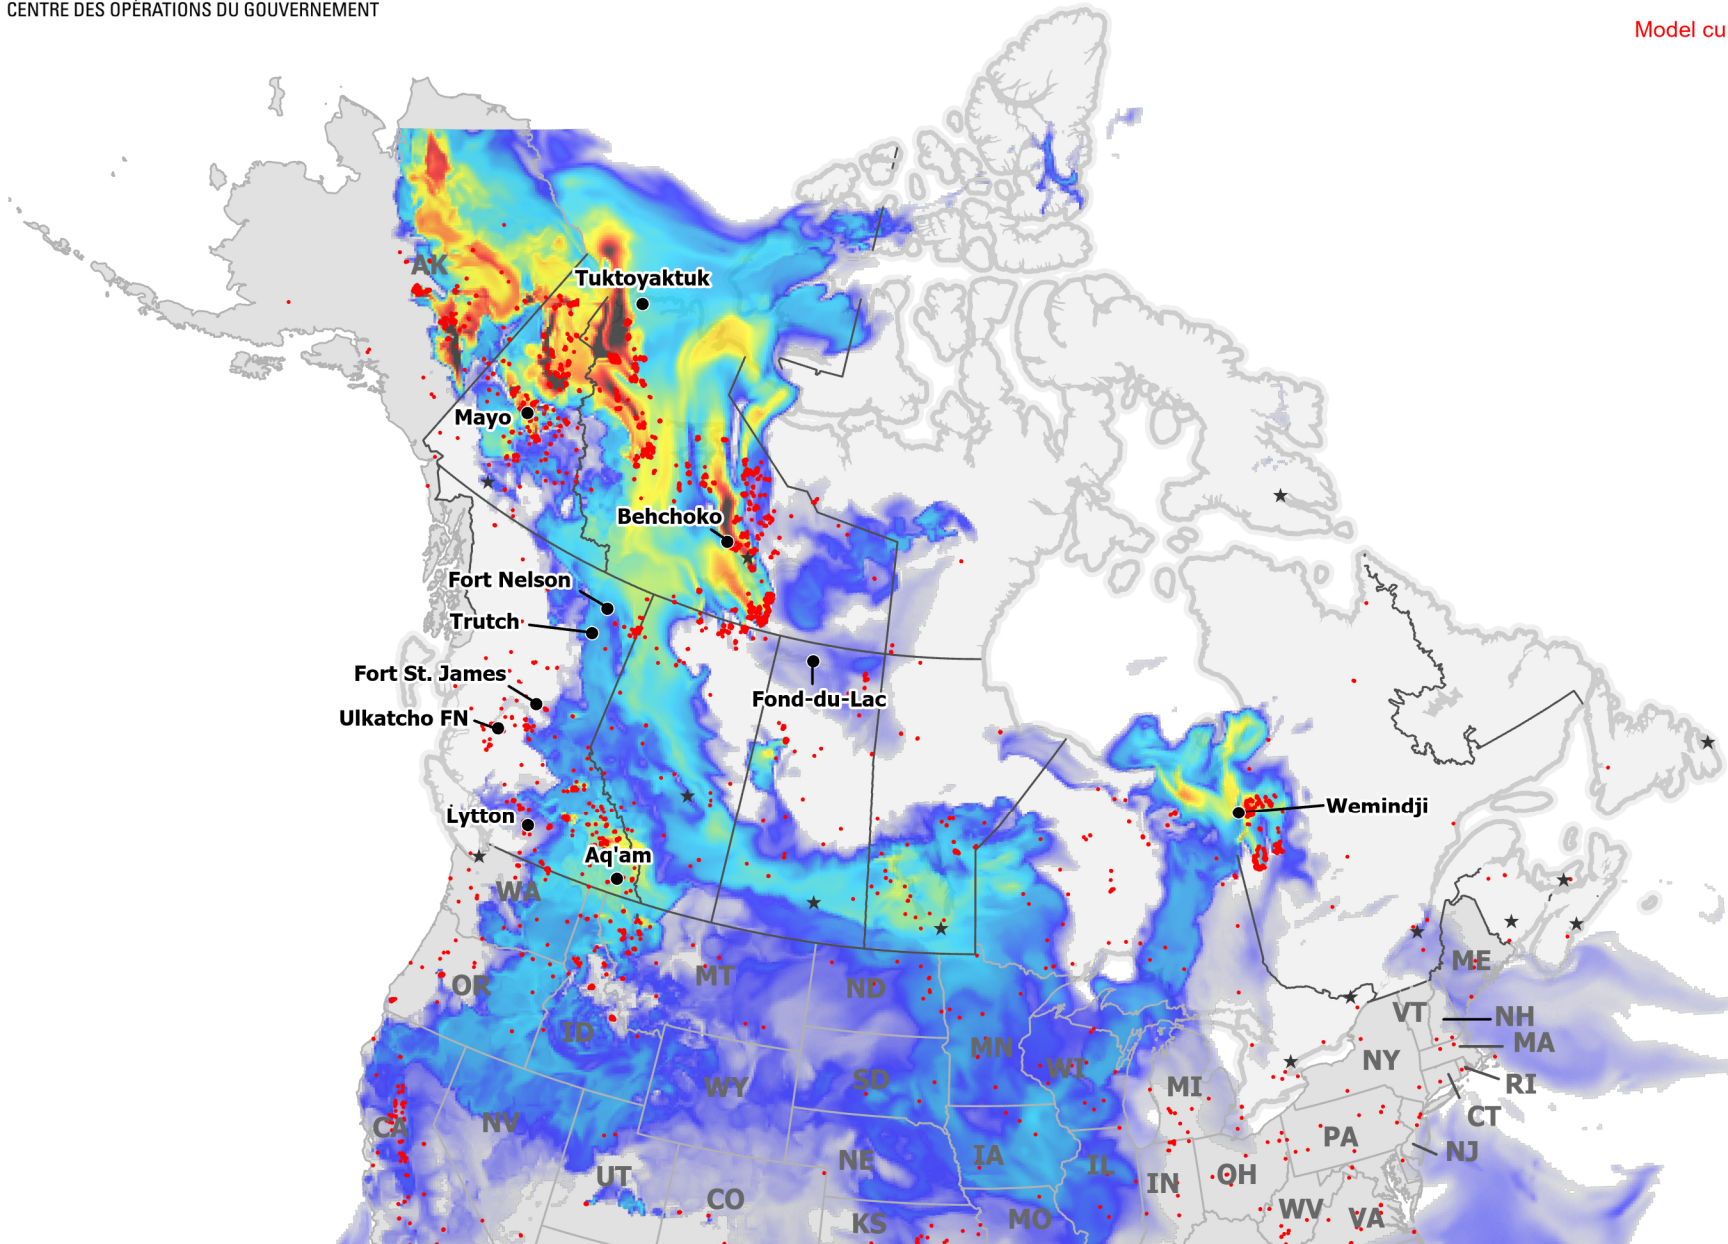 CENTRE DES OPÉRATIONS DU GOUVERNEMENT
Model cu
AK
Tuktoyaktuk
Mayo
Behchoko
Fort Nelson
Trutch
Fort St. James
Fond-du-Lac
Ulkatcho FN
Wemindji
Lytton
Aq'am
WA
ME
MT
OR
ND
VT
NH
ID
MN
MA
NY
WI
SD
WY
MI
RI
CT
NV
CA
PA
NJ
IA
NE
IL
UT
OH
IN
CO
WV
VA
MO
KS